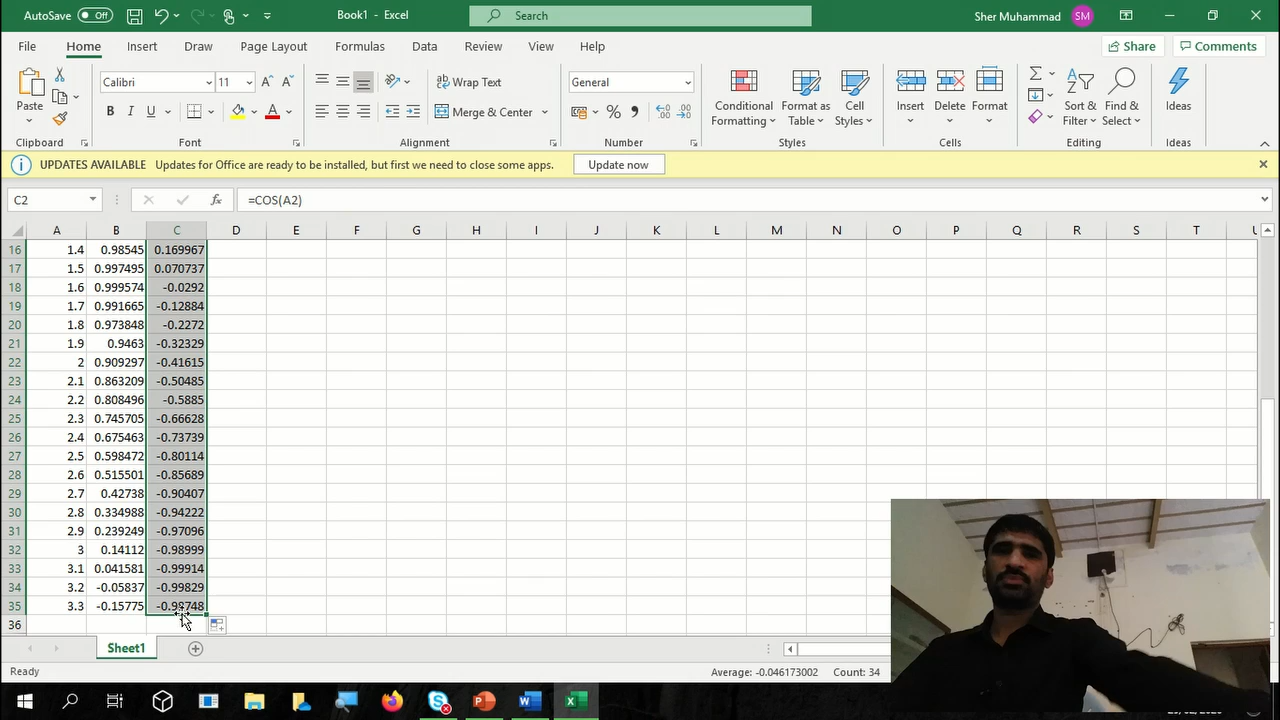 AutoSave Off Book1 - Excel Search Sher Muhammad SM
File Home Insert Draw Page Layout Formulas Data Review View Help Share Comments
Paste Calibri 11 Wrap Text General Conditional Formatting Format as Table Cell Styles Insert Delete Format Sort & Filter Find & Select Ideas
B I U Merge & Center % ,
Clipboard Font Alignment Number Styles Cells Editing Ideas
UPDATES AVAILABLE Updates for Office are ready to be installed, but first we need to close some apps. Update now
C2 fx =COS(A2)
A B C D E F G H I J K L M N O P Q R S T U
16 1.4 0.98545 0.169967
17 1.5 0.997495 0.070737
18 1.6 0.999574 -0.0292
19 1.7 0.991665 -0.12884
20 1.8 0.973848 -0.2272
21 1.9 0.9463 -0.32329
22 2 0.909297 -0.41615
23 2.1 0.863209 -0.50485
24 2.2 0.808496 -0.5885
25 2.3 0.745705 -0.66628
26 2.4 0.675463 -0.73739
27 2.5 0.598472 -0.80114
28 2.6 0.515501 -0.85689
29 2.7 0.42738 -0.90407
30 2.8 0.334988 -0.94222
31 2.9 0.239249 -0.97096
32 3 0.14112 -0.98999
33 3.1 0.041581 -0.99914
34 3.2 -0.05837 -0.99829
35 3.3 -0.15775 -0.98748
36
Sheet1
Ready Average: -0.046173002 Count: 34